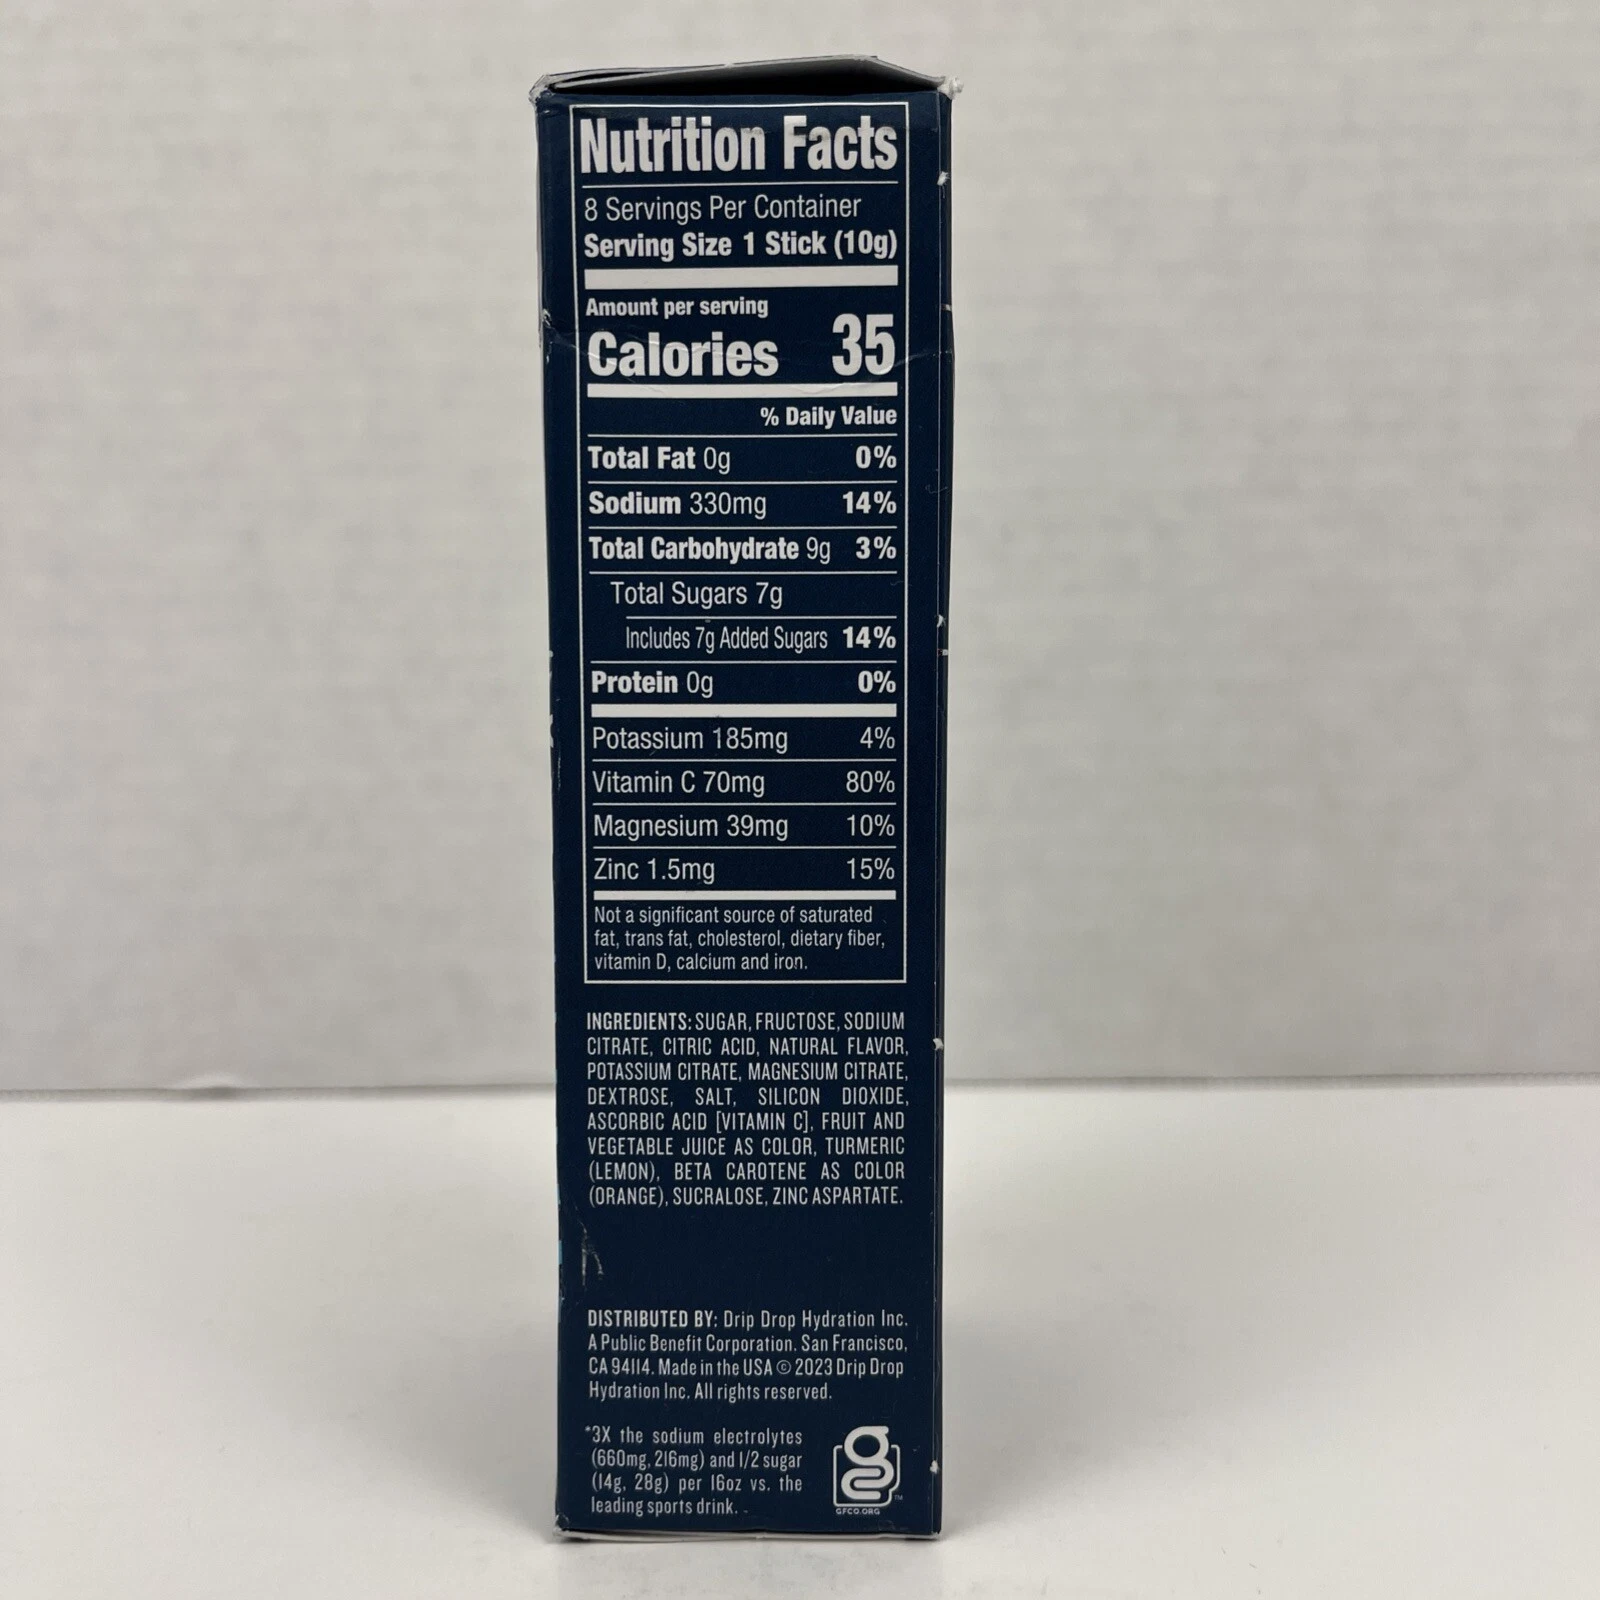 Nutrition Facts
8 Servings Per Container
Serving Size 1 Stick (10g)
Amount per serving
Calories 35
% Daily Value
Total Fat 0g 0%
Sodium 330mg 14%
Total Carbohydrate 9g 3%
Total Sugars 7g
Includes 7g Added Sugars 14%
Protein 0g 0%
Potassium 185mg 4%
Vitamin C 70mg 80%
Magnesium 39mg 10%
Zinc 1.5mg 15%
Not a significant source of saturated
fat, trans fat, cholesterol, dietary fiber,
vitamin D, calcium and iron.
INGREDIENTS: SUGAR, FRUCTOSE, SODIUM
CITRATE, CITRIC ACID, NATURAL FLAVOR,
POTASSIUM CITRATE, MAGNESIUM CITRATE,
DEXTROSE, SALT, SILICON DIOXIDE,
ASCORBIC ACID [VITAMIN C], FRUIT AND
VEGETABLE JUICE AS COLOR, TURMERIC
(LEMON), BETA CAROTENE AS COLOR
(ORANGE), SUCRALOSE, ZINC ASPARTATE.
DISTRIBUTED BY: Drip Drop Hydration Inc.
A Public Benefit Corporation. San Francisco,
CA 94114. Made in the USA © 2023 Drip Drop
Hydration Inc. All rights reserved.
*3X the sodium electrolytes
(660mg, 216mg) and 1/2 sugar
(14g, 28g) per 16oz vs. the
leading sports drink.
GFCO.ORG
TM